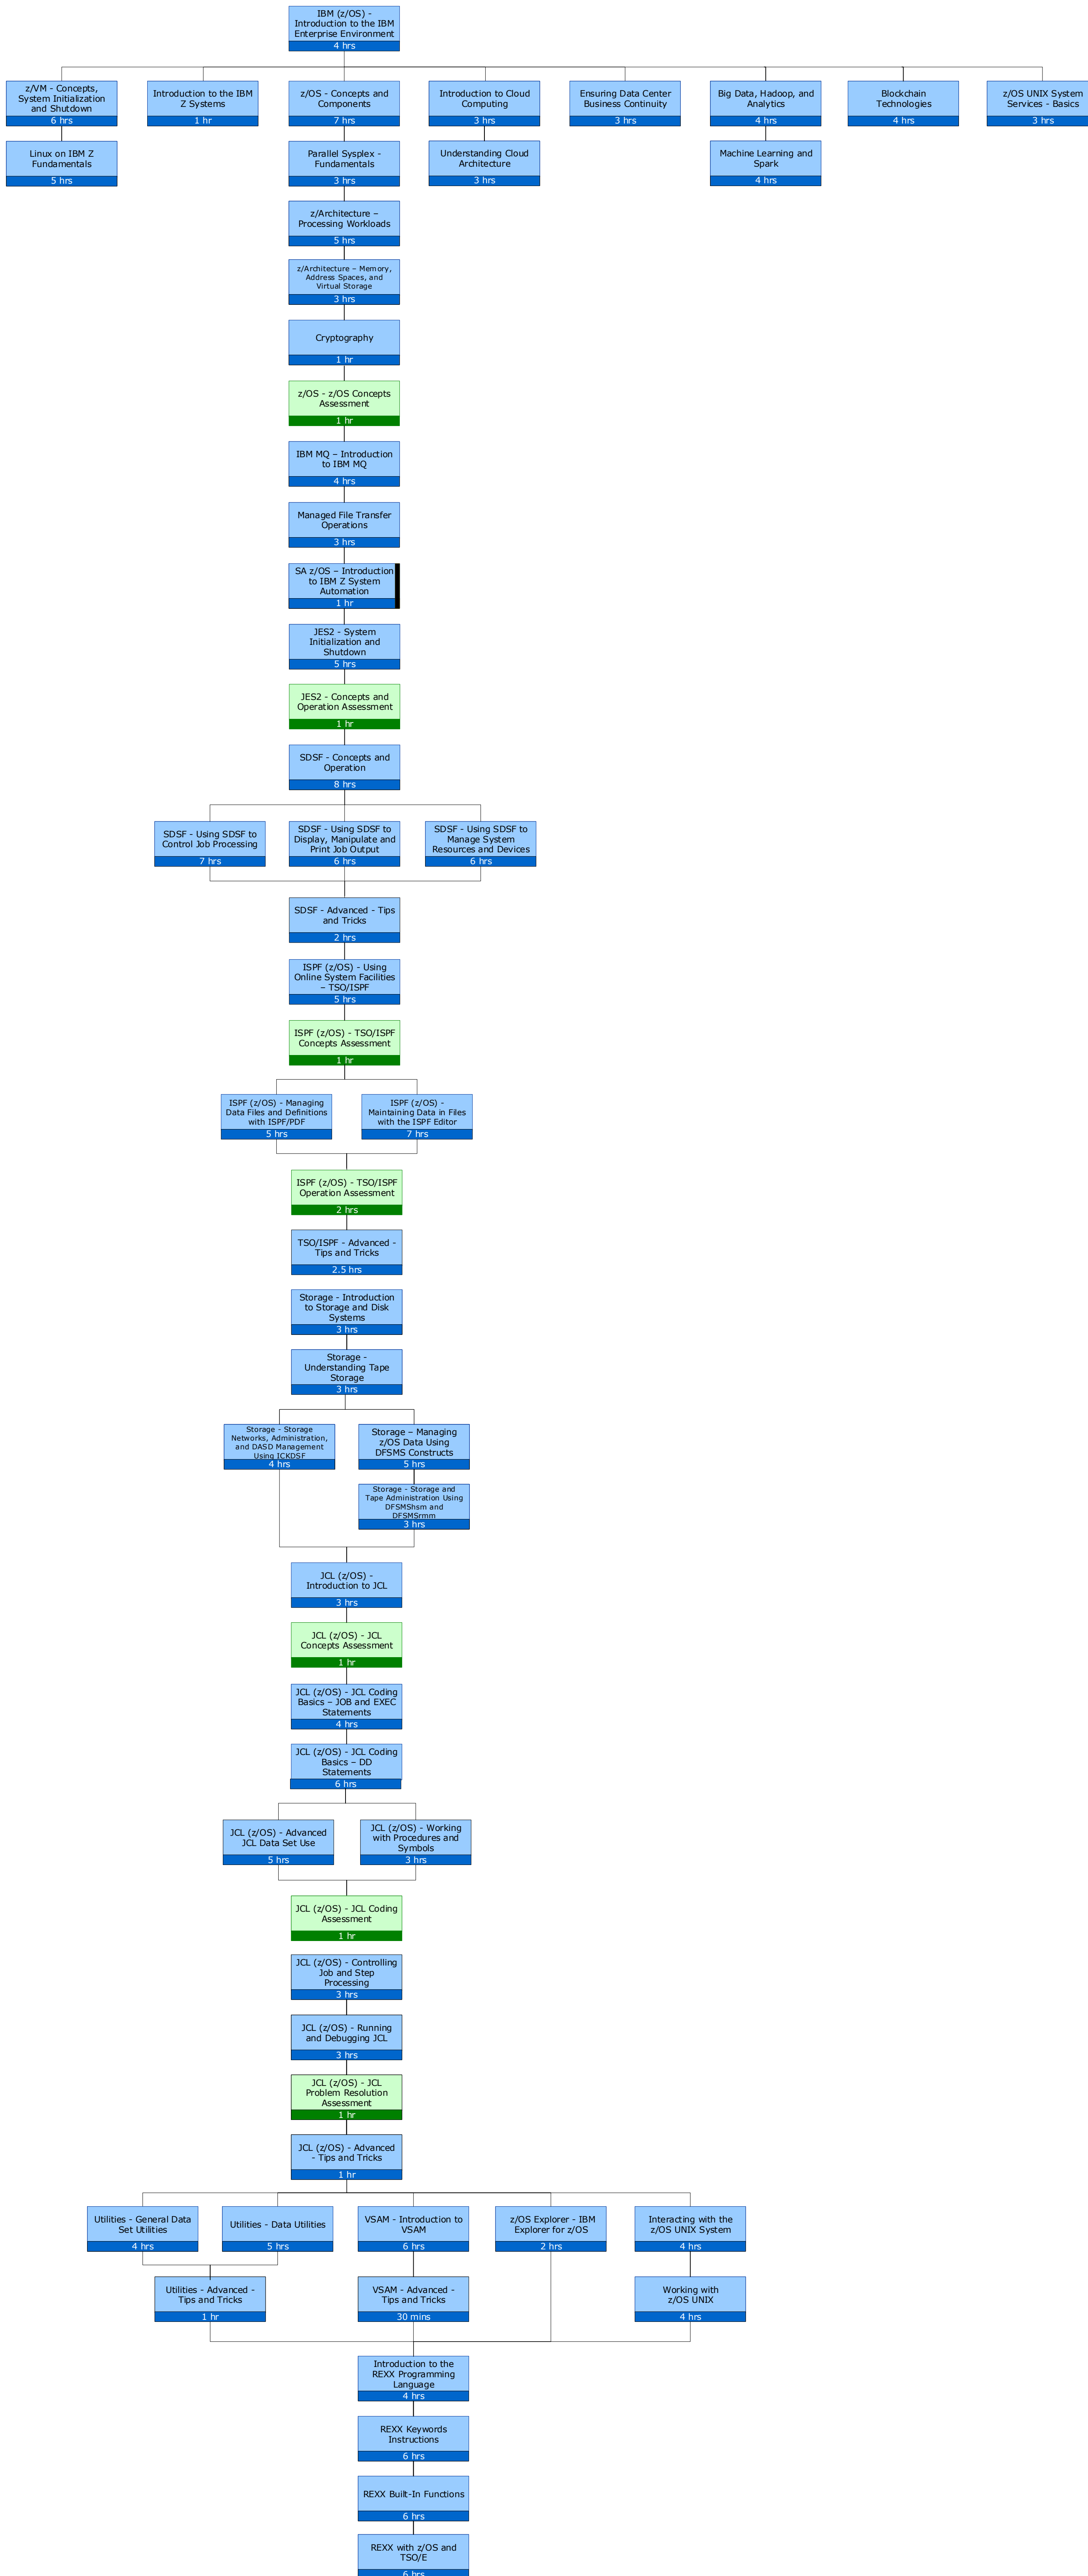 IBM (z/OS) -
Introduction to the IBM
Enterprise Environment
4 hrs
z/VM - Concepts,
System Initialization
and Shutdown
6 hrs
Introduction to the IBM
Z Systems
1 hr
z/OS - Concepts and
Components
7 hrs
Introduction to Cloud
Computing
3 hrs
Ensuring Data Center
Business Continuity
3 hrs
Big Data, Hadoop, and
Analytics
4 hrs
Blockchain
Technologies
4 hrs
z/OS UNIX System
Services - Basics
3 hrs
Linux on IBM Z
Fundamentals
5 hrs
Parallel Sysplex -
Fundamentals
3 hrs
Understanding Cloud
Architecture
3 hrs
Machine Learning and
Spark
4 hrs
z/Architecture –
Processing Workloads
5 hrs
z/Architecture – Memory,
Address Spaces, and
Virtual Storage
3 hrs
Cryptography
1 hr
z/OS - z/OS Concepts
Assessment
1 hr
IBM MQ – Introduction
to IBM MQ
4 hrs
Managed File Transfer
Operations
3 hrs
SA z/OS – Introduction
to IBM Z System
Automation
1 hr
JES2 - System
Initialization and
Shutdown
5 hrs
JES2 - Concepts and
Operation Assessment
1 hr
SDSF - Concepts and
Operation
8 hrs
SDSF - Using SDSF to
Control Job Processing
7 hrs
SDSF - Using SDSF to
Display, Manipulate and
Print Job Output
6 hrs
SDSF - Using SDSF to
Manage System
Resources and Devices
6 hrs
SDSF - Advanced - Tips
and Tricks
2 hrs
ISPF (z/OS) - Using
Online System Facilities
– TSO/ISPF
5 hrs
ISPF (z/OS) - TSO/ISPF
Concepts Assessment
1 hr
ISPF (z/OS) - Managing
Data Files and Definitions
with ISPF/PDF
5 hrs
ISPF (z/OS) -
Maintaining Data in Files
with the ISPF Editor
7 hrs
ISPF (z/OS) - TSO/ISPF
Operation Assessment
2 hrs
TSO/ISPF - Advanced -
Tips and Tricks
2.5 hrs
Storage - Introduction
to Storage and Disk
Systems
3 hrs
Storage -
Understanding Tape
Storage
3 hrs
Storage - Storage
Networks, Administration,
and DASD Management
Using ICKDSF
4 hrs
Storage – Managing
z/OS Data Using
DFSMS Constructs
5 hrs
Storage - Storage and
Tape Administration Using
DFSMShsm and
DFSMSrmm
3 hrs
JCL (z/OS) -
Introduction to JCL
3 hrs
JCL (z/OS) - JCL
Concepts Assessment
1 hr
JCL (z/OS) - JCL Coding
Basics – JOB and EXEC
Statements
4 hrs
JCL (z/OS) - JCL Coding
Basics – DD
Statements
6 hrs
JCL (z/OS) - Advanced
JCL Data Set Use
5 hrs
JCL (z/OS) - Working
with Procedures and
Symbols
3 hrs
JCL (z/OS) - JCL Coding
Assessment
1 hr
JCL (z/OS) - Controlling
Job and Step
Processing
3 hrs
JCL (z/OS) - Running
and Debugging JCL
3 hrs
JCL (z/OS) - JCL
Problem Resolution
Assessment
1 hr
JCL (z/OS) - Advanced
- Tips and Tricks
1 hr
Utilities - General Data
Set Utilities
4 hrs
Utilities - Data Utilities
5 hrs
VSAM - Introduction to
VSAM
6 hrs
z/OS Explorer - IBM
Explorer for z/OS
2 hrs
Interacting with the
z/OS UNIX System
4 hrs
Utilities - Advanced -
Tips and Tricks
1 hr
VSAM - Advanced -
Tips and Tricks
30 mins
Working with
z/OS UNIX
4 hrs
Introduction to the
REXX Programming
Language
4 hrs
REXX Keywords
Instructions
6 hrs
REXX Built-In Functions
6 hrs
REXX with z/OS and
TSO/E
6 hrs